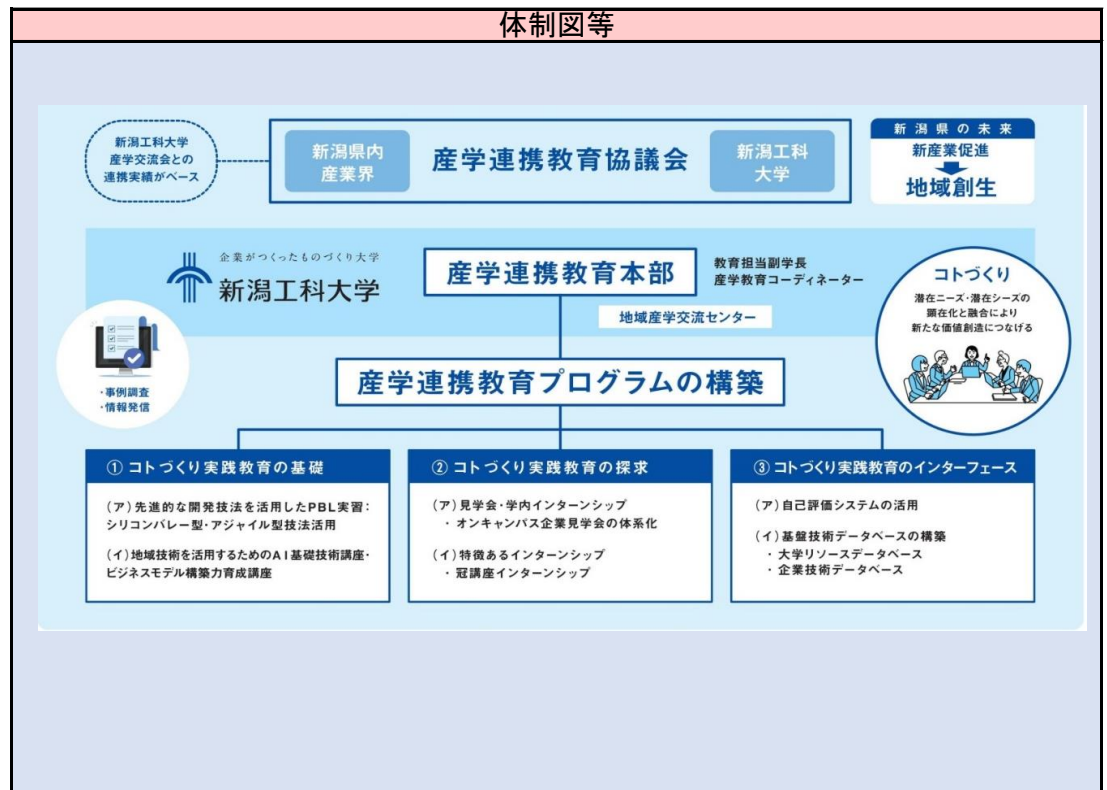 体制図等
新潟工科大学
産学交流会との
連携実績がベース
新潟県内
産業界
産学連携教育協議会
新潟工科
大学
新潟県の未来
新産業促進
地域創生
企業がつくったものづくり大学
新潟工科大学
産学連携教育本部
教育担当副学長
産学教育コーディネーター
地域産学交流センター
コトづくり
潜在ニーズ・潜在シーズの
顕在化と融合により
新たな価値創造につなげる
・事例調査
・情報発信
産学連携教育プログラムの構築
① コトづくり実践教育の基礎
(ア)先進的な開発技法を活用したPBL実習:
シリコンバレー型・アジャイル型技法活用
(イ)地域技術を活用するためのAI基礎技術講座・
ビジネスモデル構築力育成講座
② コトづくり実践教育の探求
(ア)見学会・学内インターンシップ
・オンキャンパス企業見学会の体系化
(イ)特徴あるインターンシップ
・冠講座インターンシップ
③ コトづくり実践教育のインターフェース
(ア)自己評価システムの活用
(イ)基盤技術データベースの構築
・大学リソースデータベース
・企業技術データベース